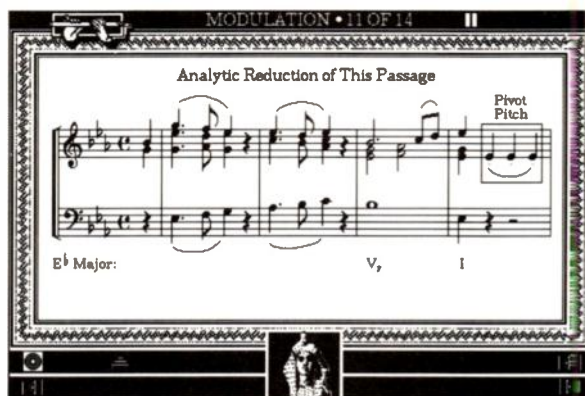 MODULATION • 11 OF 14
Analytic Reduction of This Passage
Pivot
Pitch
E♭ Major:
V₇
I